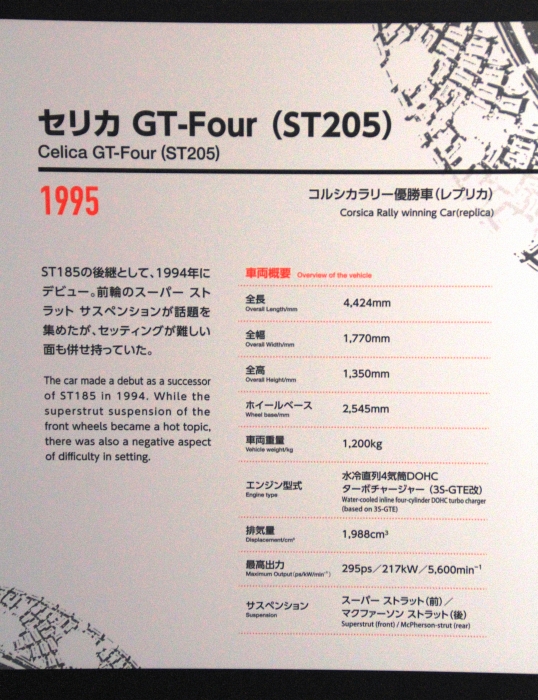 セリカ GT-Four（ST205）
Celica GT-Four (ST205)
1995
コルシカラリー優勝車（レプリカ）
Corsica Rally winning Car(replica)
ST185の後継として、1994年に
デビュー。前輪のスーパー スト
ラット サスペンションが話題を
集めたが、セッティングが難しい
面も併せ持っていた。
The car made a debut as a successor
of ST185 in 1994. While the
superstrut suspension of the
front wheels became a hot topic,
there was also a negative aspect
of difficulty in setting.
車両概要 Overview of the vehicle
全長 4,424mm
Overall Length/mm
全幅 1,770mm
Overall Width/mm
全高 1,350mm
Overall Height/mm
ホイールベース 2,545mm
Wheel base/mm
車両重量 1,200kg
Vehicle weight/kg
エンジン型式 水冷直列4気筒DOHC
Engine type ターボチャージャー（3S-GTE改）
Water-cooled inline four-cylinder DOHC turbo charger
(based on 3S-GTE)
排気量 1,988cm³
Displacement/cm³
最高出力 295ps／217kW／5,600min⁻¹
Maximum Output(ps/kW/min⁻¹)
サスペンション スーパー ストラット（前）／
Suspension マクファーソン ストラット（後）
Superstrut (front) / McPherson-strut (rear)